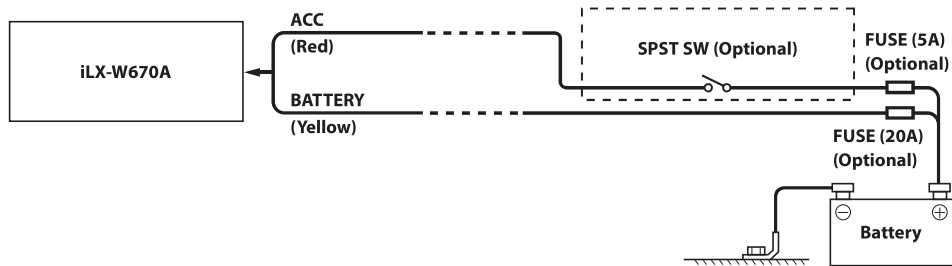 ACC
(Red)
iLX-W670A
BATTERY
(Yellow)
SPST SW (Optional)
FUSE (5A)
(Optional)
FUSE (20A)
(Optional)
Battery